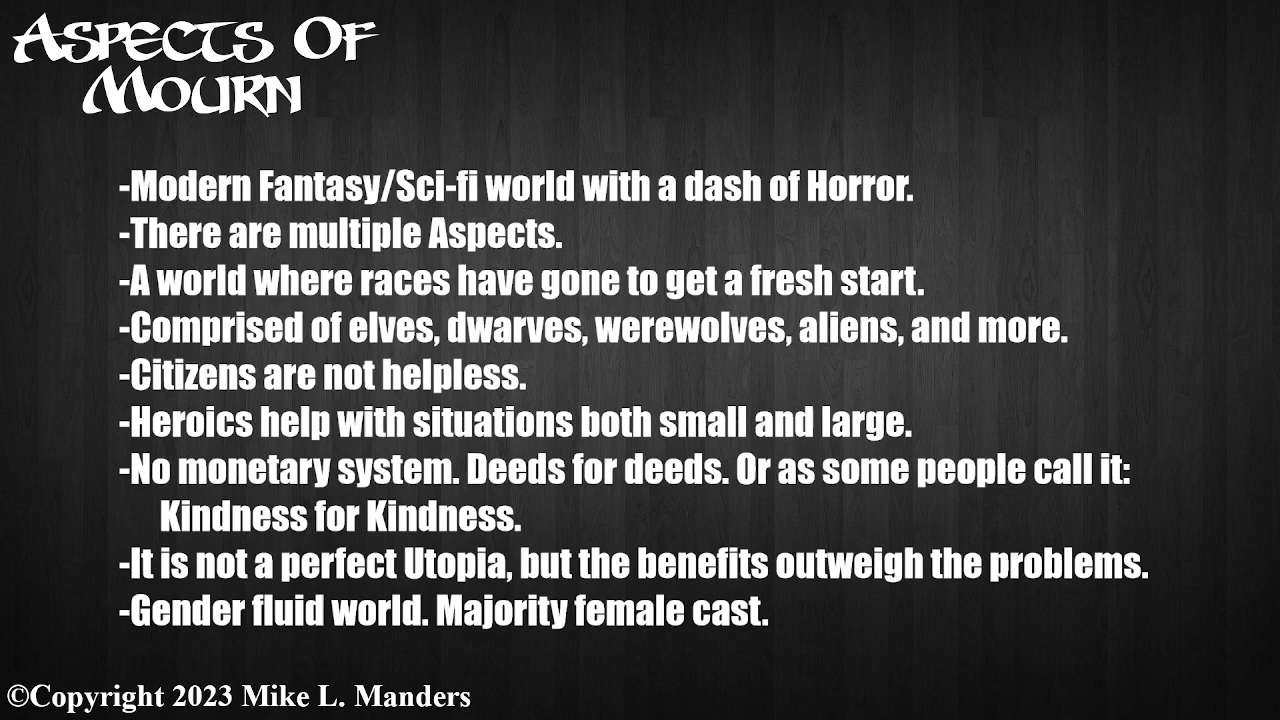 Aspects Of
Mourn
-Modern Fantasy/Sci-fi world with a dash of Horror.
-There are multiple Aspects.
-A world where races have gone to get a fresh start.
-Comprised of elves, dwarves, werewolves, aliens, and more.
-Citizens are not helpless.
-Heroics help with situations both small and large.
-No monetary system. Deeds for deeds. Or as some people call it:
Kindness for Kindness.
-It is not a perfect Utopia, but the benefits outweigh the problems.
-Gender fluid world. Majority female cast.
©Copyright 2023 Mike L. Manders